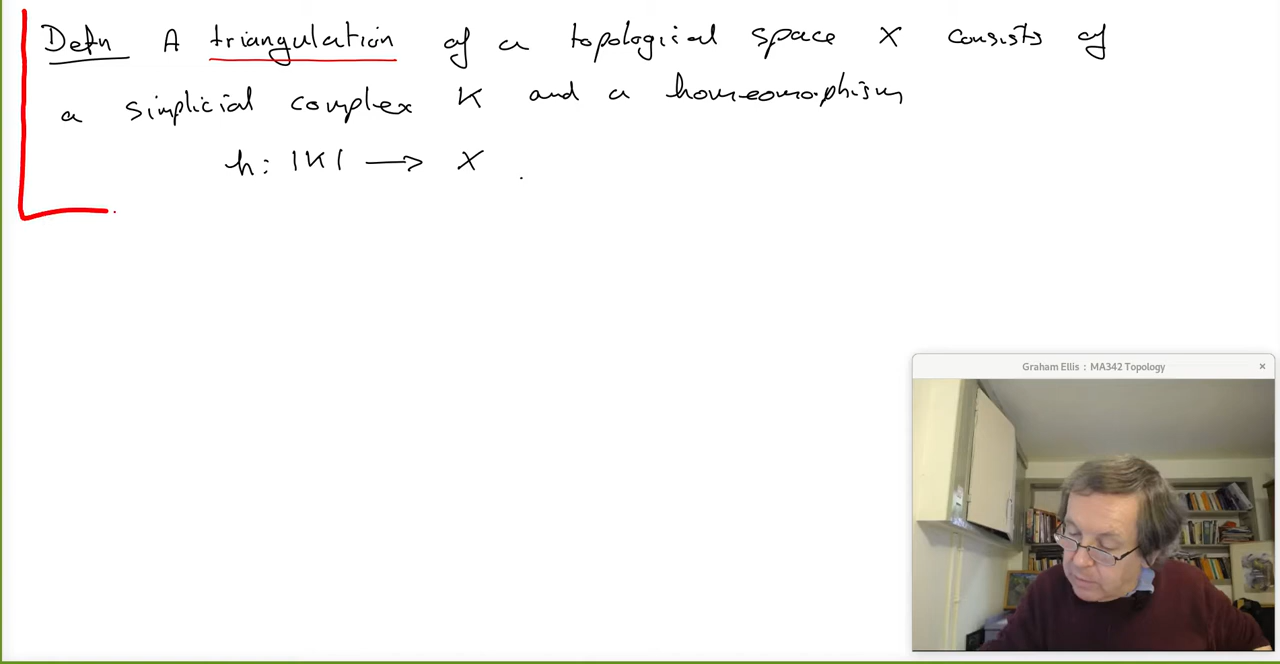 Defn A triangulation of a topological space X consists of
a simplicial complex K and a homeomorphism
h: |K| ⟶ X .
Graham Ellis : MA342 Topology ×